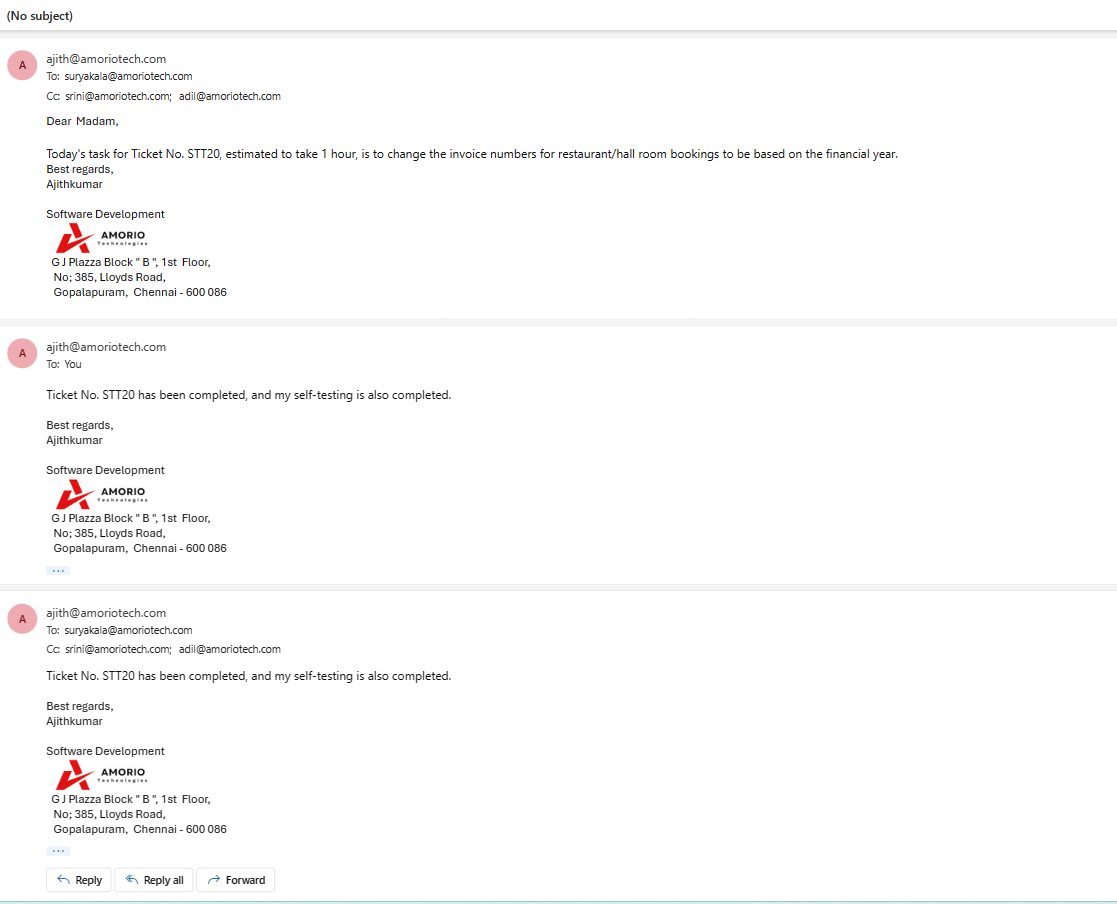 (No subject)
A
ajith@amoriotech.com
To: suryakala@amoriotech.com
Cc: srini@amoriotech.com; adil@amoriotech.com
Dear Madam,
Today's task for Ticket No. STT20, estimated to take 1 hour, is to change the invoice numbers for restaurant/hall room bookings to be based on the financial year.
Best regards,
Ajithkumar
Software Development
AMORIO
Technologies
G J Plazza Block " B ", 1st Floor,
No; 385, Lloyds Road,
Gopalapuram, Chennai - 600 086
A
ajith@amoriotech.com
To: You
Ticket No. STT20 has been completed, and my self-testing is also completed.
Best regards,
Ajithkumar
Software Development
AMORIO
Technologies
G J Plazza Block " B ", 1st Floor,
No; 385, Lloyds Road,
Gopalapuram, Chennai - 600 086
...
A
ajith@amoriotech.com
To: suryakala@amoriotech.com
Cc: srini@amoriotech.com; adil@amoriotech.com
Ticket No. STT20 has been completed, and my self-testing is also completed.
Best regards,
Ajithkumar
Software Development
AMORIO
Technologies
G J Plazza Block " B ", 1st Floor,
No; 385, Lloyds Road,
Gopalapuram, Chennai - 600 086
...
Reply Reply all Forward